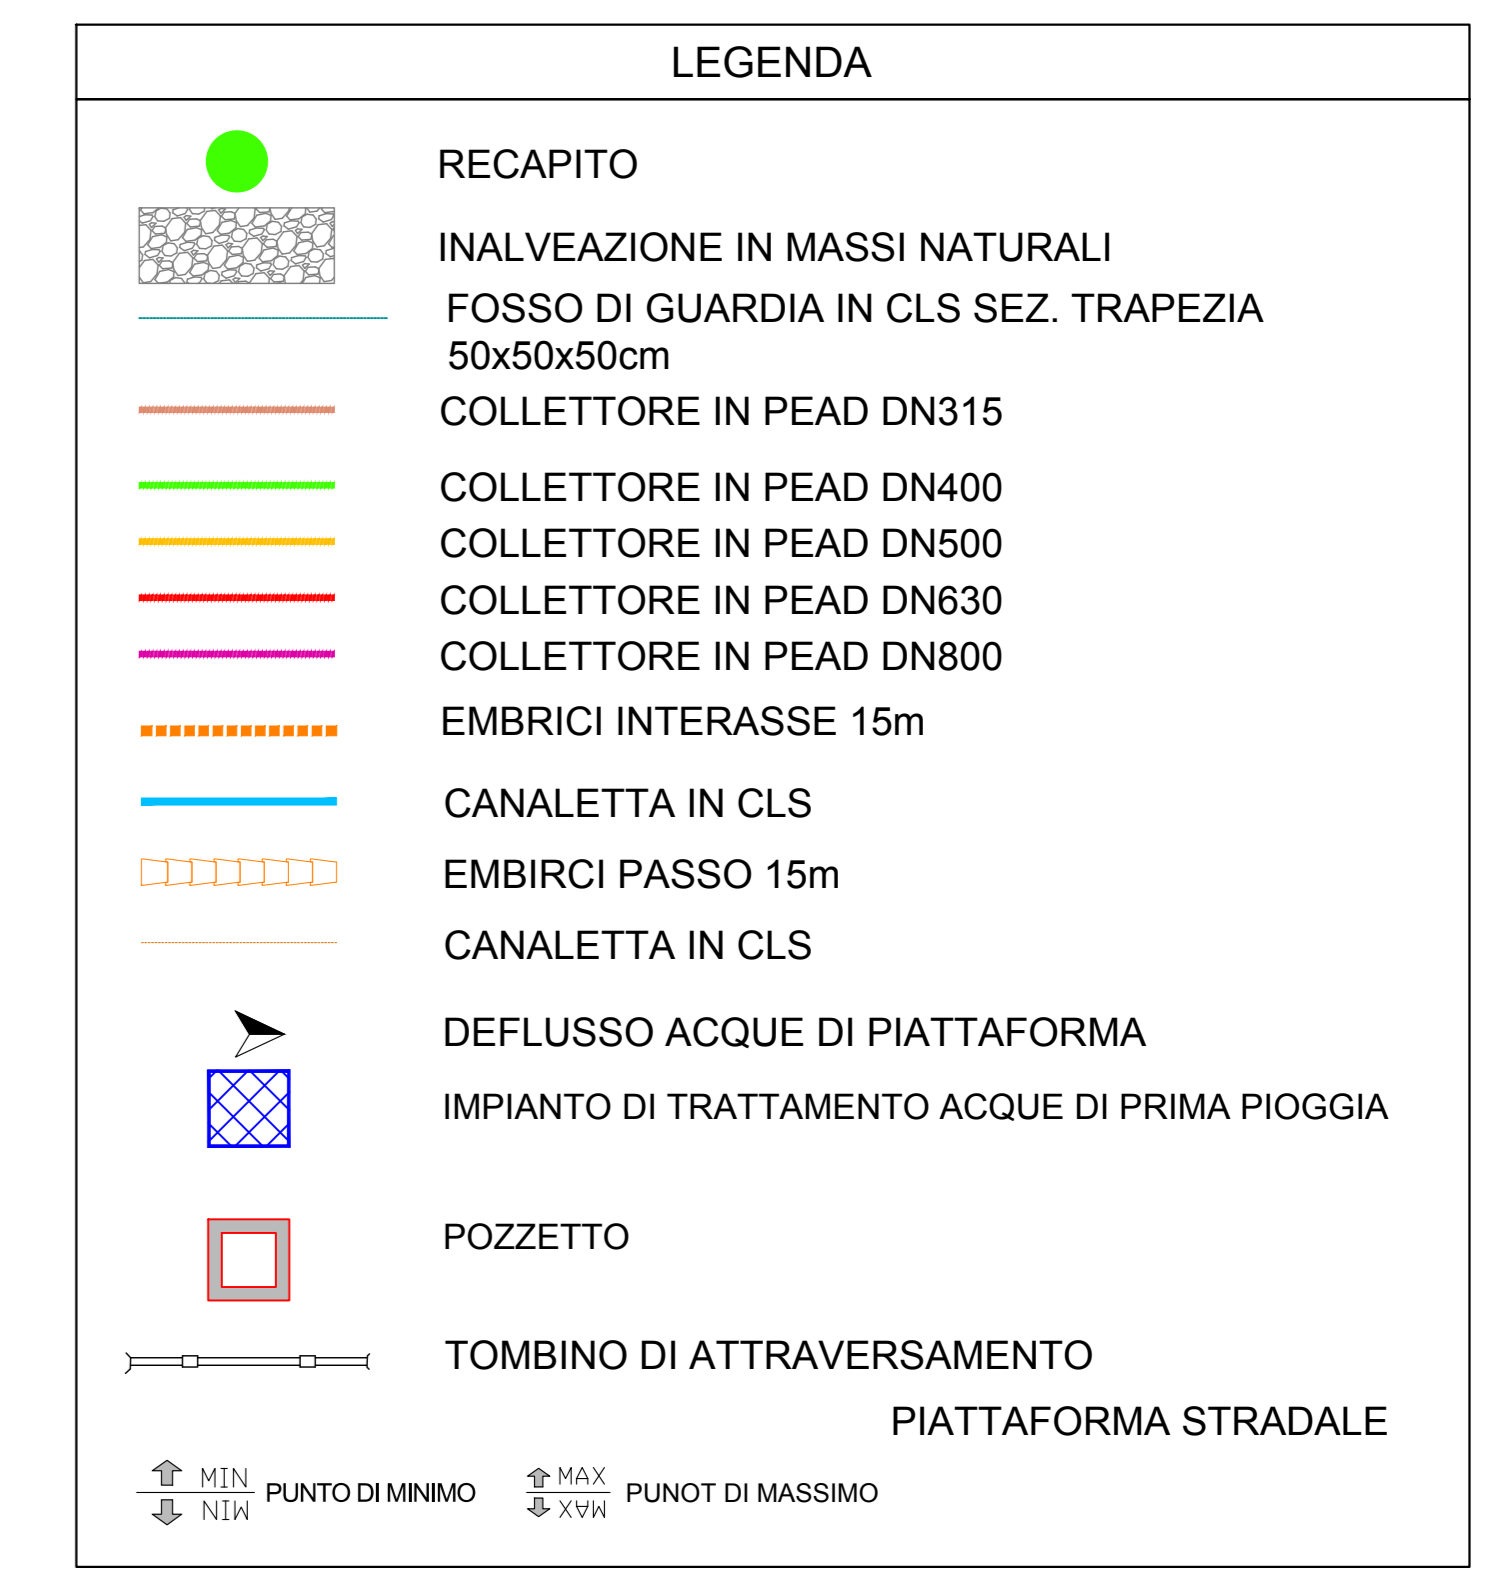 LEGENDA
RECAPITO
INALVEAZIONE IN MASSI NATURALI
FOSSO DI GUARDIA IN CLS SEZ. TRAPEZIA
50x50x50cm
COLLETTORE IN PEAD DN315
COLLETTORE IN PEAD DN400
COLLETTORE IN PEAD DN500
COLLETTORE IN PEAD DN630
COLLETTORE IN PEAD DN800
EMBRICI INTERASSE 15m
CANALETTA IN CLS
EMBIRCI PASSO 15m
CANALETTA IN CLS
DEFLUSSO ACQUE DI PIATTAFORMA
IMPIANTO DI TRATTAMENTO ACQUE DI PRIMA PIOGGIA
POZZETTO
TOMBINO DI ATTRAVERSAMENTO
PIATTAFORMA STRADALE
MIN
MIN
PUNTO DI MINIMO
MAX
MAX
PUNOT DI MASSIMO